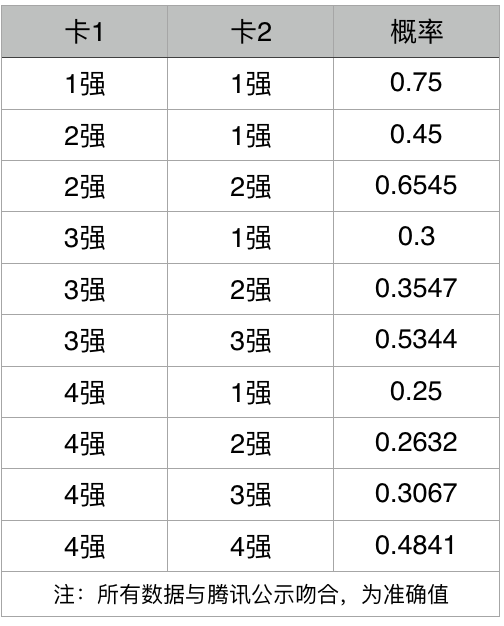 卡1 卡2 概率
1强 1强 0.75
2强 1强 0.45
2强 2强 0.6545
3强 1强 0.3
3强 2强 0.3547
3强 3强 0.5344
4强 1强 0.25
4强 2强 0.2632
4强 3强 0.3067
4强 4强 0.4841
注：所有数据与腾讯公示吻合，为准确值